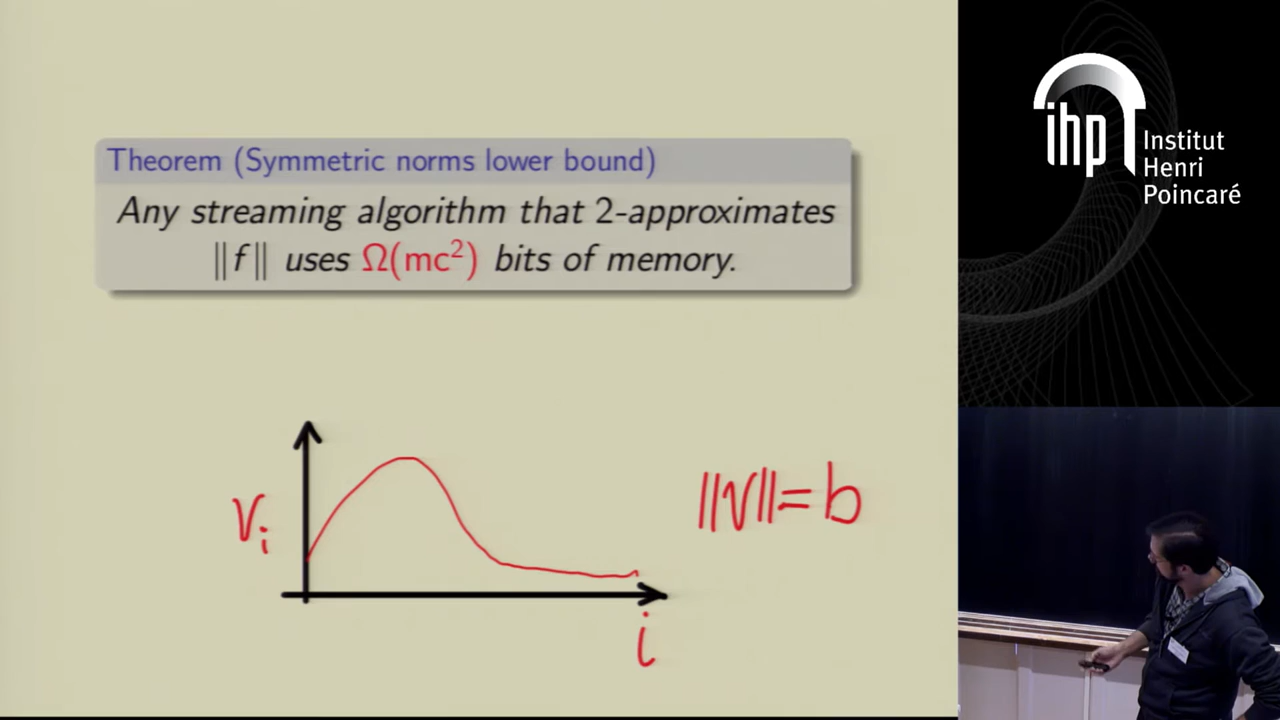 Theorem (Symmetric norms lower bound)
Any streaming algorithm that 2-approximates
‖f‖ uses Ω(mc²) bits of memory.
Vᵢ
‖V‖=b
i
ihp Institut
Henri
Poincaré